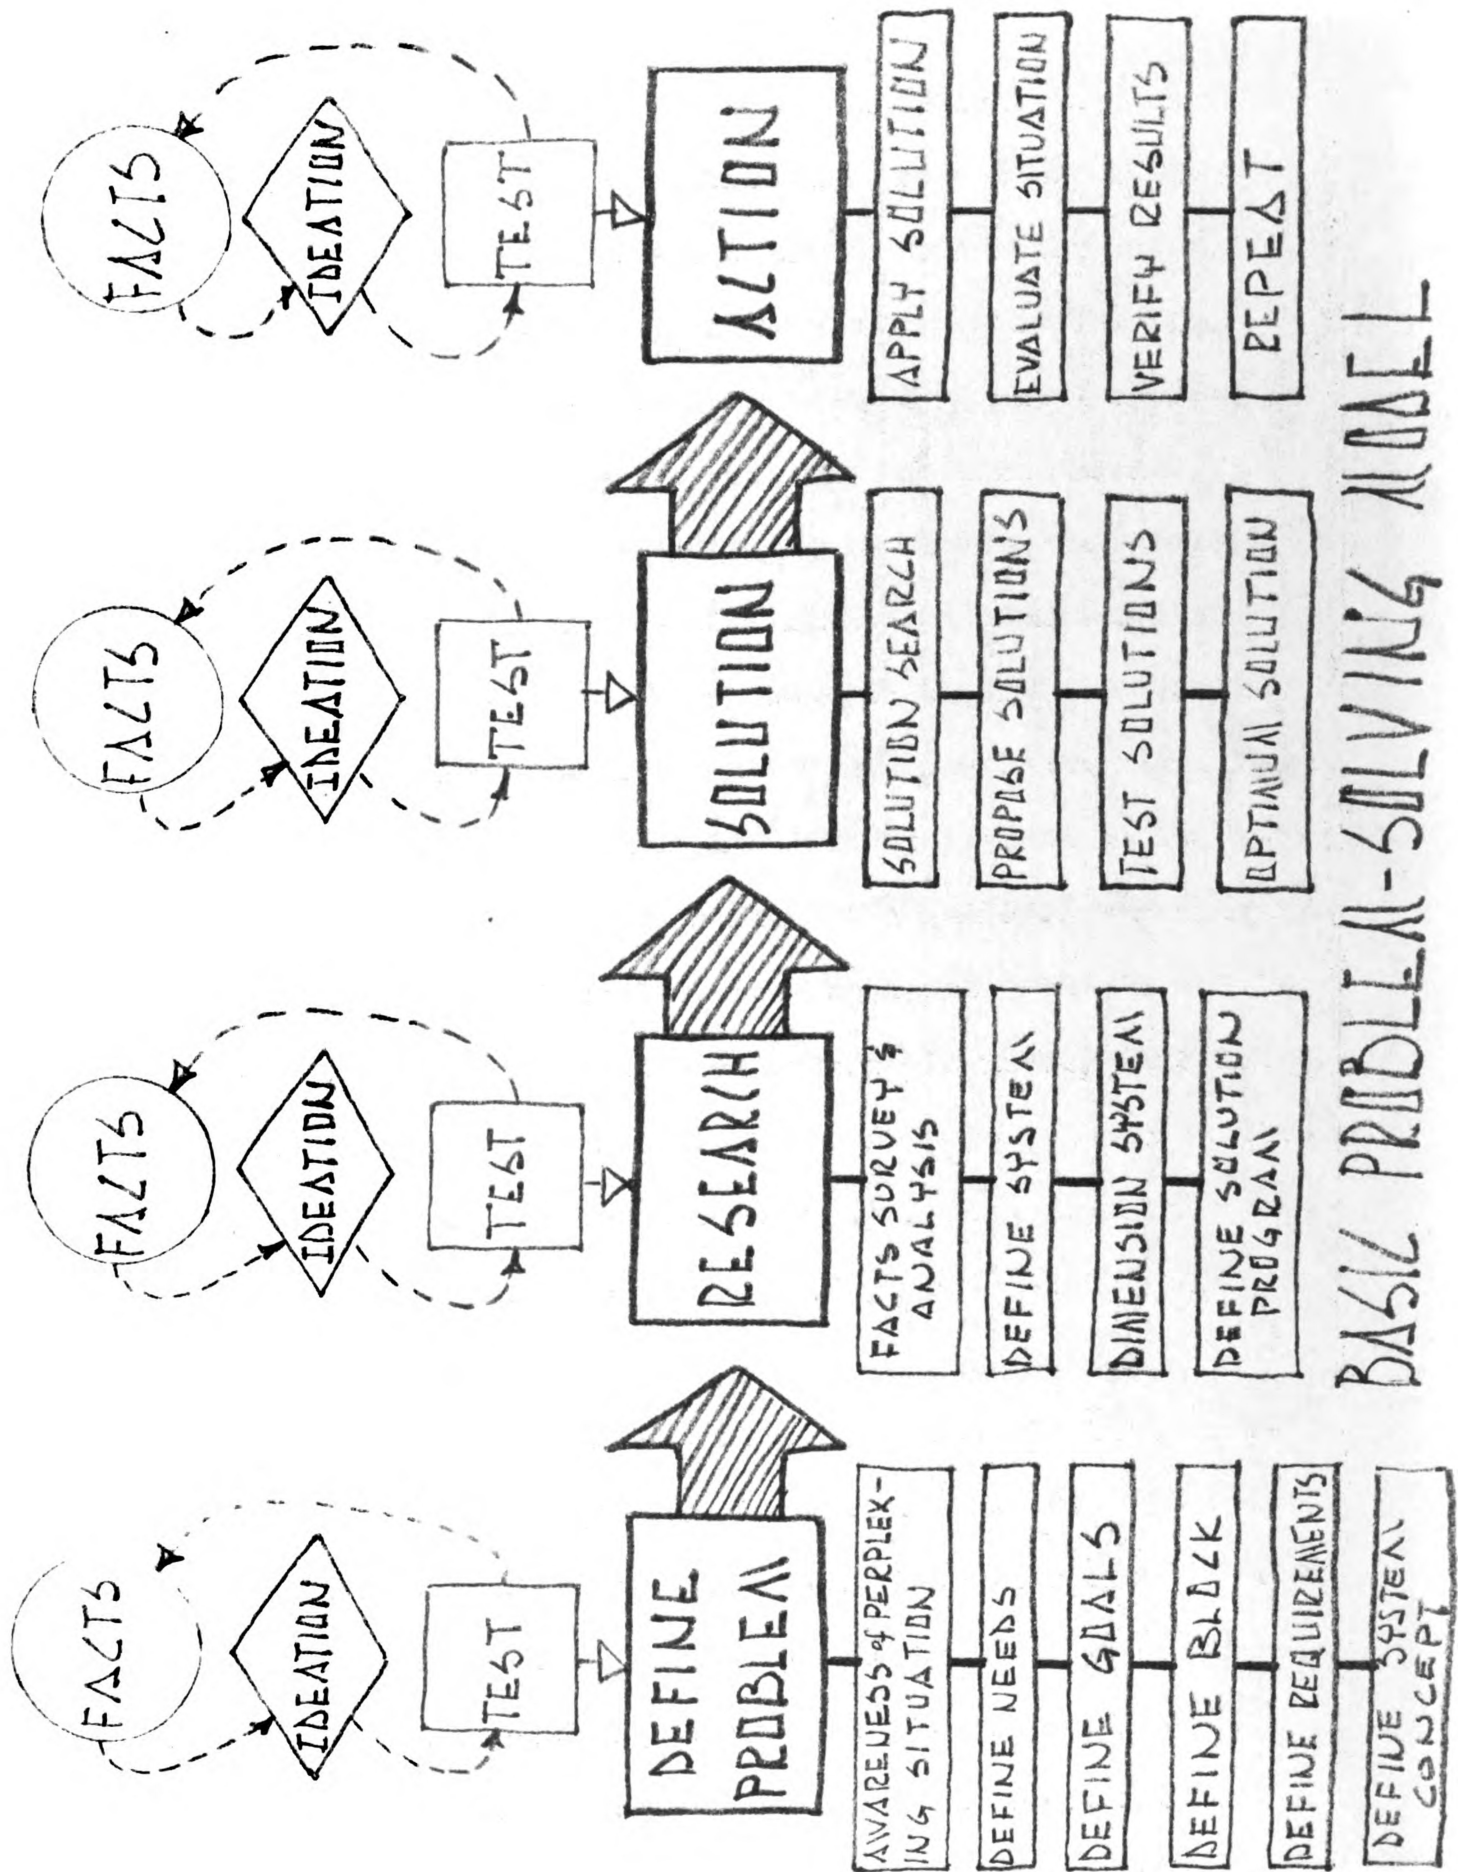 FACTS
IDEATION
TEST
DEFINE
PROBLEM
AWARENESS of PERPLEX-
ING SITUATION
DEFINE NEEDS
DEFINE GOALS
DEFINE BLOCK
DEFINE REQUIREMENTS
DEFINE SYSTEM
CONCEPT
FACTS
IDEATION
TEST
RESEARCH
FACTS SURVEY &
ANALYSIS
DEFINE SYSTEM
DIMENSION SYSTEM
DEFINE SOLUTION
PROGRAM
FACTS
IDEATION
TEST
SOLUTION
SOLUTION SEARCH
PROPOSE SOLUTIONS
TEST SOLUTIONS
OPTIMUM SOLUTION
FACTS
IDEATION
TEST
ACTION
APPLY SOLUTION
EVALUATE SITUATION
VERIFY RESULTS
REPEAT
BASIC PROBLEM-SOLVING MODEL